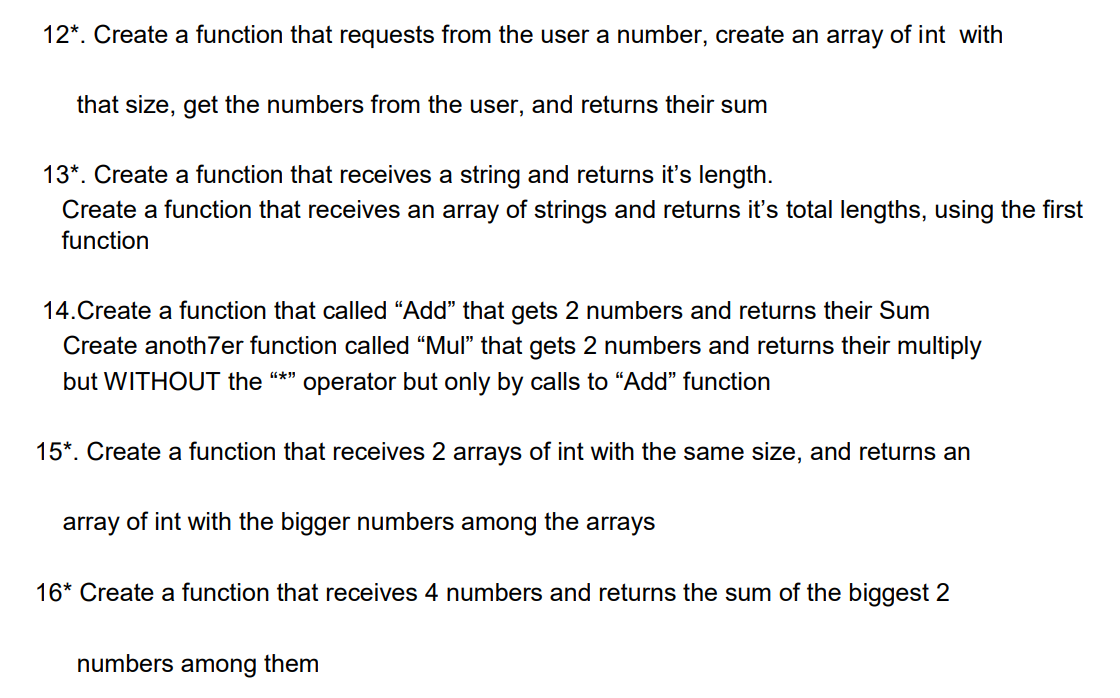 12*. Create a function that requests from the user a number, create an array of int  with
that size, get the numbers from the user, and returns their sum
13*. Create a function that receives a string and returns it’s length.
Create a function that receives an array of strings and returns it’s total lengths, using the first
function
14.Create a function that called “Add” that gets 2 numbers and returns their Sum
Create anoth7er function called “Mul” that gets 2 numbers and returns their multiply
but WITHOUT the “*” operator but only by calls to “Add” function
15*. Create a function that receives 2 arrays of int with the same size, and returns an
array of int with the bigger numbers among the arrays
16* Create a function that receives 4 numbers and returns the sum of the biggest 2
numbers among them